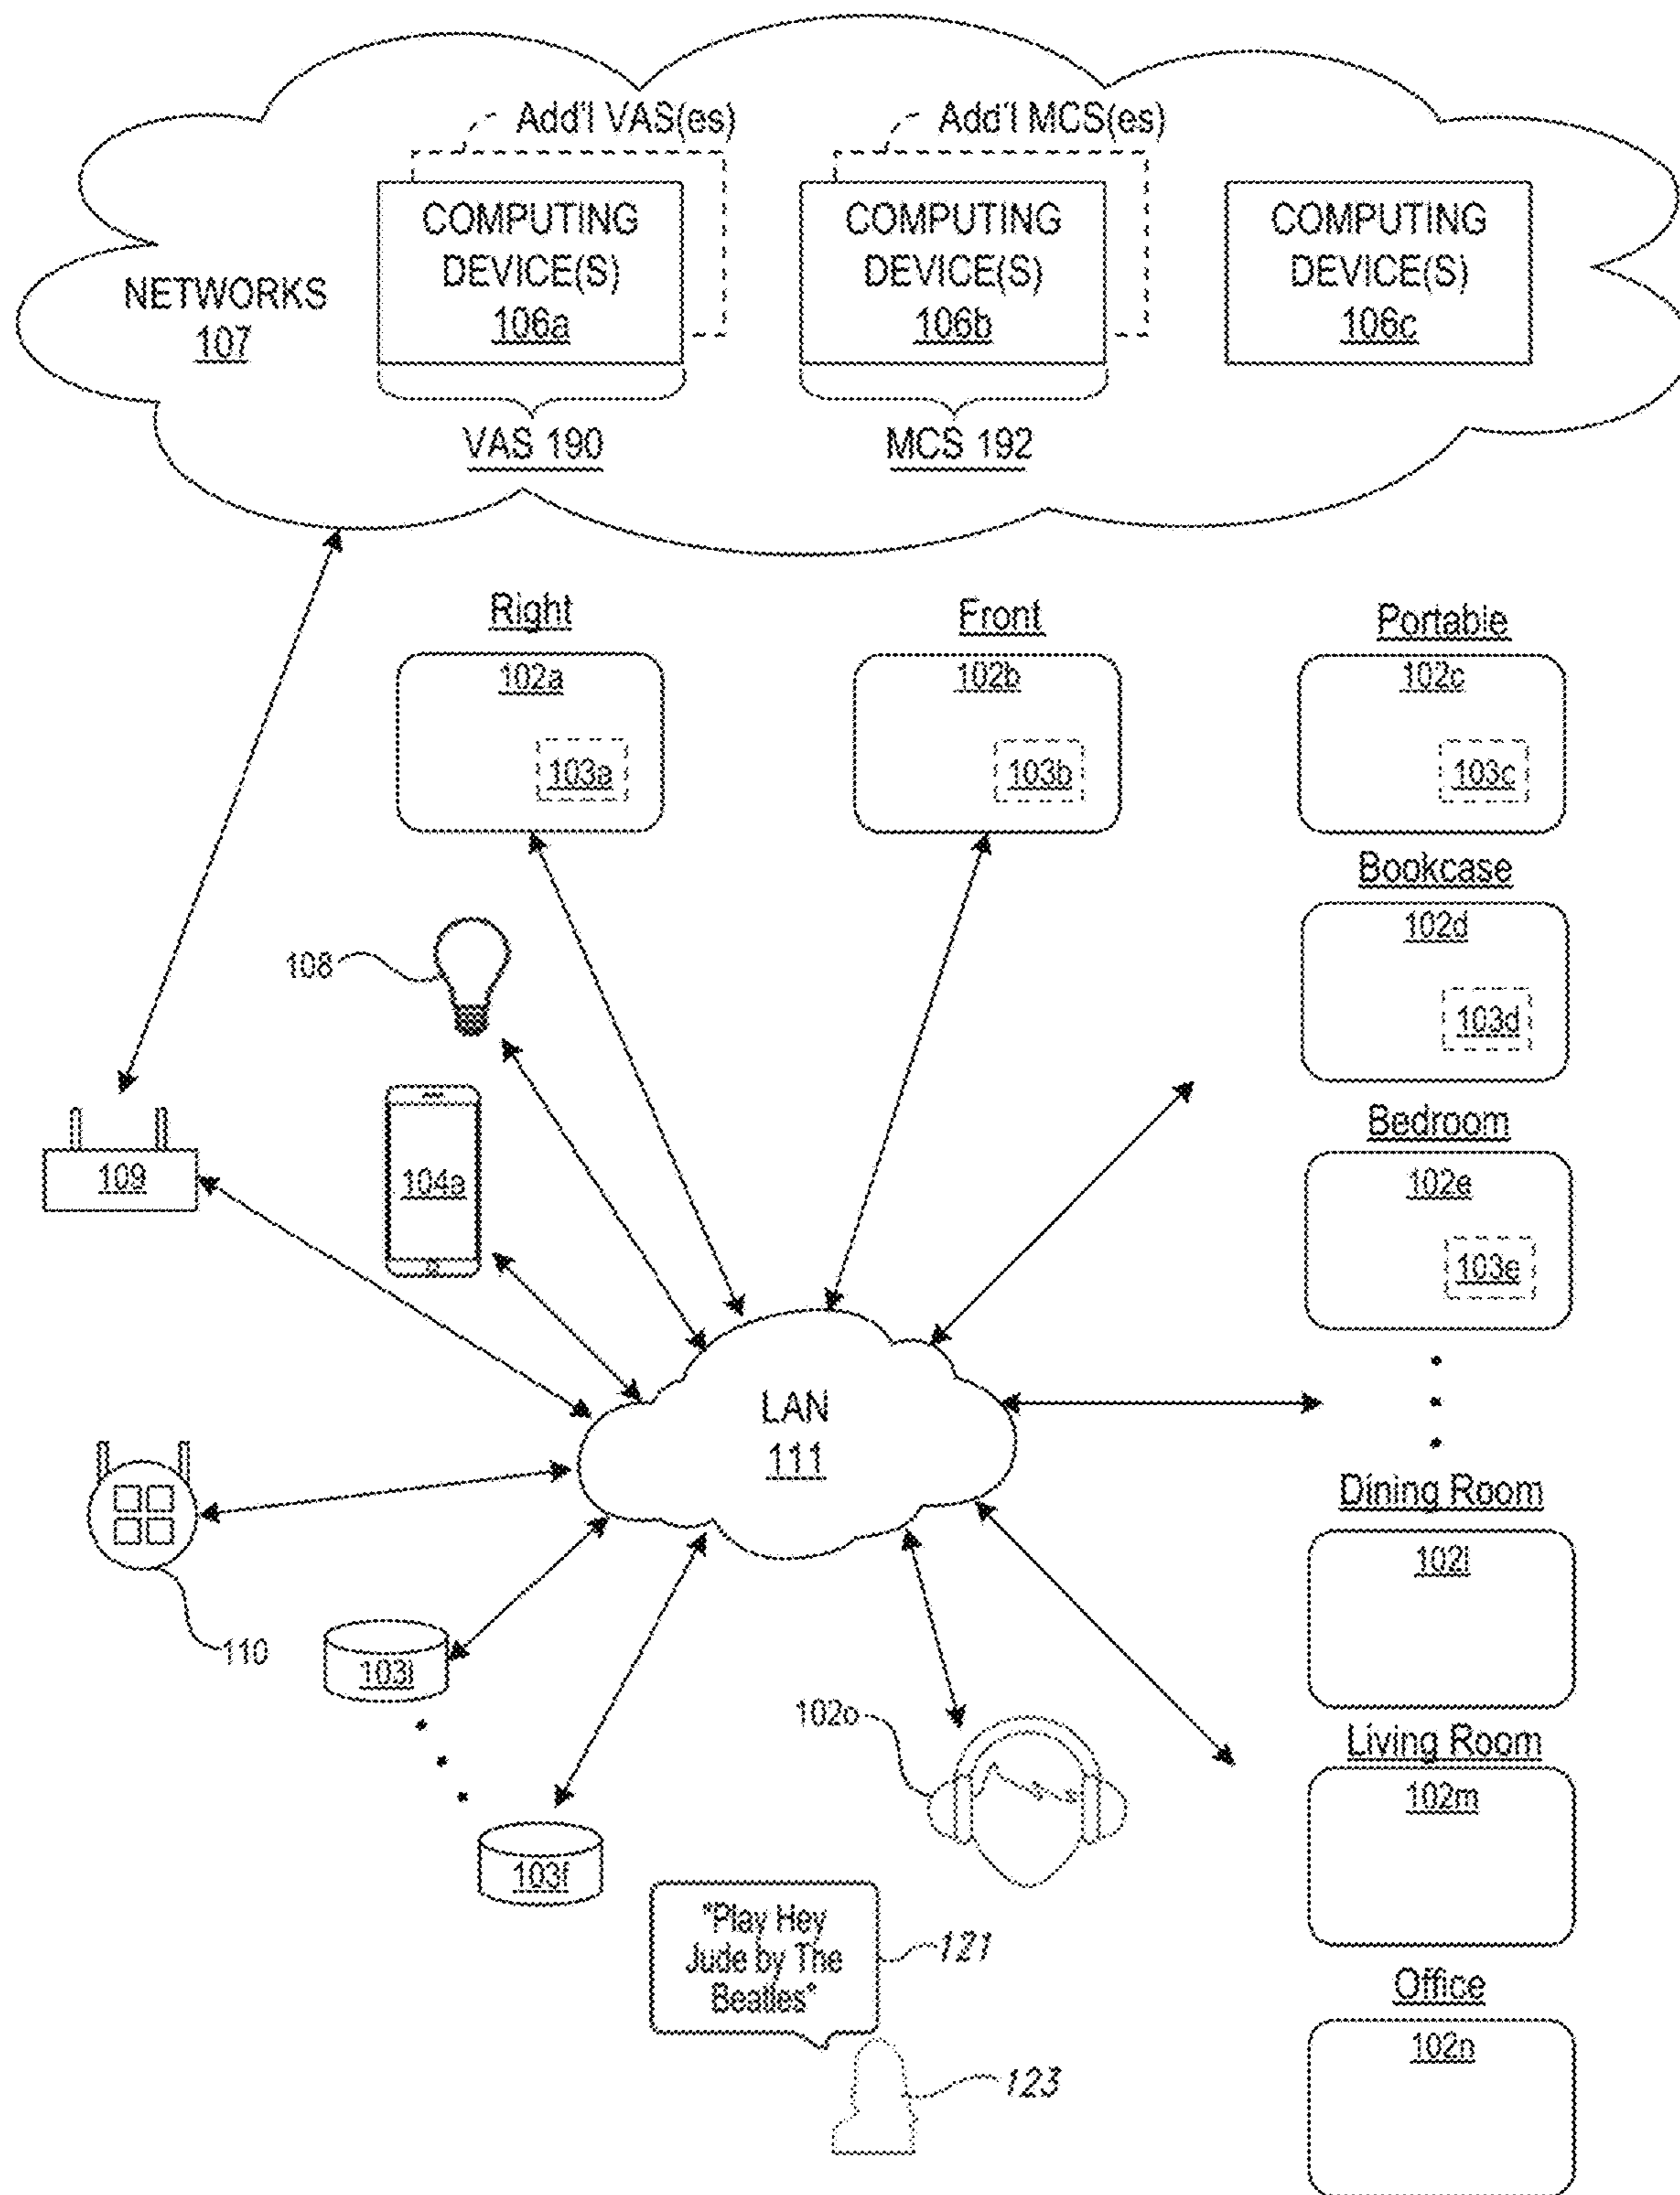 Add'l VAS(es)
Add'l MCS(es)
COMPUTING
DEVICE(S)
106a
COMPUTING
DEVICE(S)
106b
COMPUTING
DEVICE(S)
106c
NETWORKS
107
VAS 190
MCS 192
Right
102a
103a
Front
102b
103b
Portable
102c
103c
Bookcase
102d
103d
108
109
104a
Bedroom
102e
103e
LAN
111
110
103i
103f
102o
Dining Room
102l
Living Room
102m
"Play Hey
Jude by The
Beatles"
121
123
Office
102n